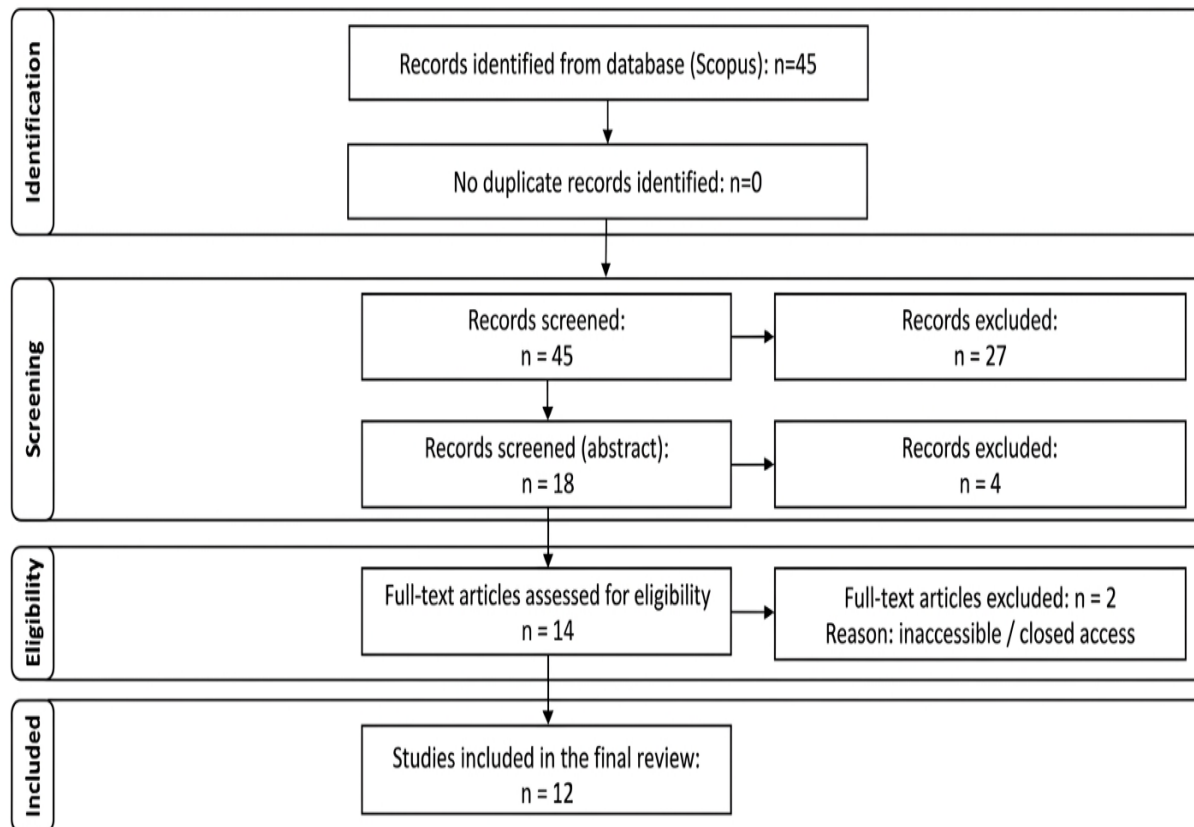 Identification
Records identified from database (Scopus): n=45
No duplicate records identified: n=0
Screening
Records screened:
n = 45
Records excluded:
n = 27
Records screened (abstract):
n = 18
Records excluded:
n = 4
Eligibility
Full-text articles assessed for eligibility
n = 14
Full-text articles excluded: n = 2
Reason: inaccessible / closed access
Included
Studies included in the final review:
n = 12